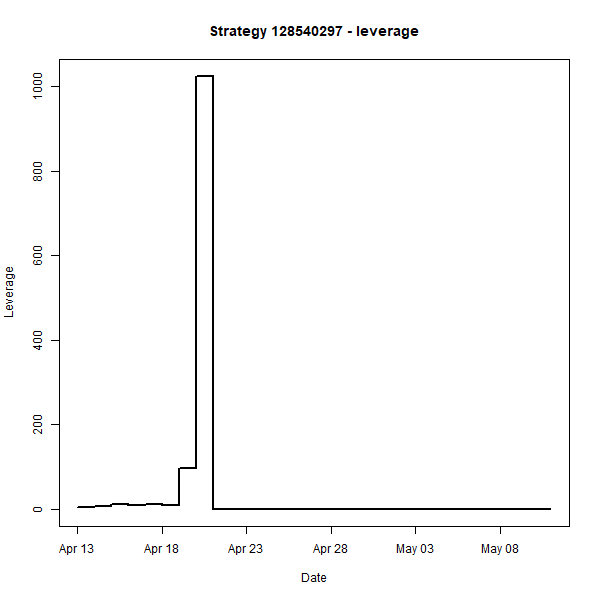 Strategy 128540297 - leverage
Leverage
1000
800
600
400
200
0
Apr 13
Apr 18
Apr 23
Apr 28
May 03
May 08
Date